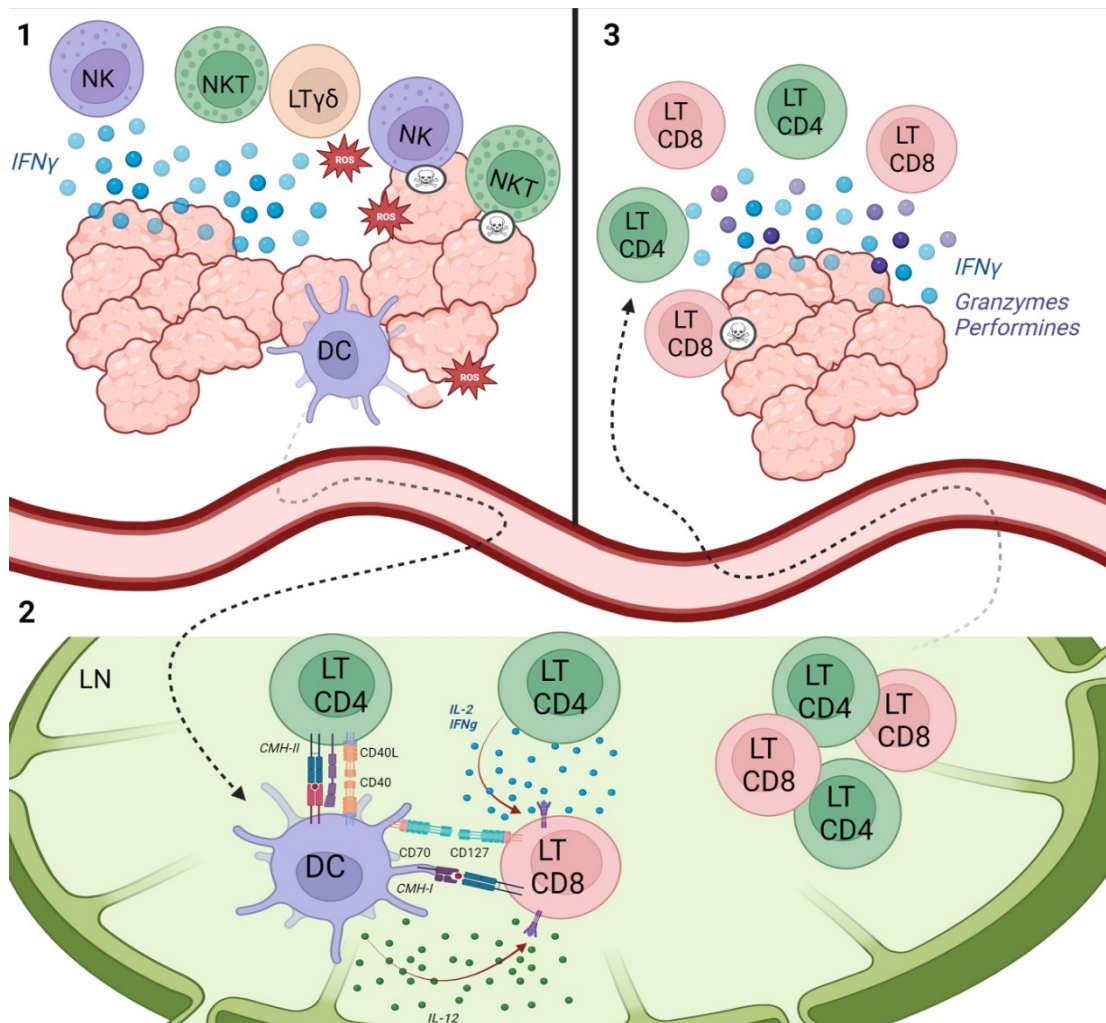 1
NK
NKT
LTγδ
NK
NKT
IFNγ
ROS
ROS
ROS
DC
3
LT
CD8
LT
CD4
LT
CD8
LT
CD4
LT
CD8
IFNγ
Granzymes
Performines
2
LN
LT
CD4
CMH-II
CD40L
CD40
DC
LT
CD4
IL-2
IFNg
CD70
CD127
CMH-I
LT
CD8
IL-12
LT
CD4
LT
CD8
LT
CD8
LT
CD4